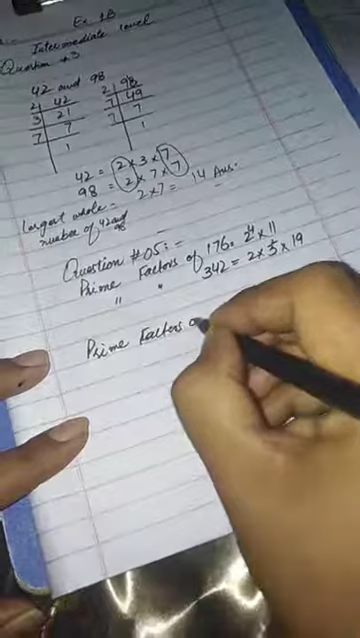 Ex 1B
Intermediate level
Question #3
42 and 98
2 | 42   2 | 98
3 | 21   7 | 49
7 | 7   7 | 7
1   1
42 = 2 × 3 × 7
98 = 2 × 7 × 7
2 × 7 = 14 Ans:
Largest whole
number of 42 and 98
Question #05:-
Prime Factors of 176 = 2⁴ × 11
" " 342 = 2 × 3² × 19
Prime Factors o